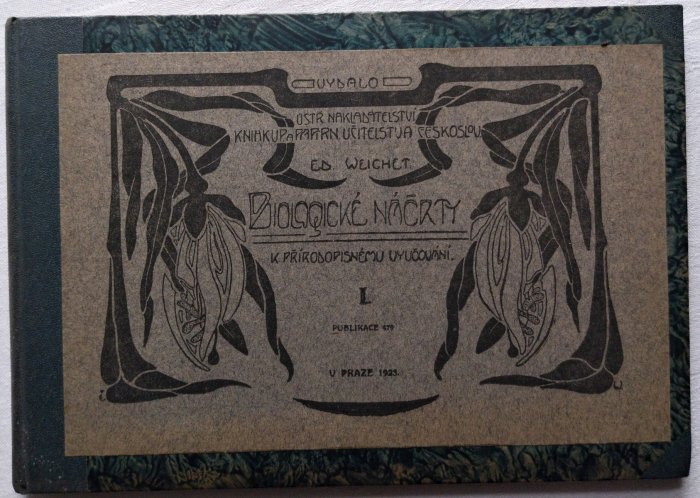 VYDALO
ÚSTŘ. NAKLADATELSTVÍ
KNIHKUP. A PAPÍRN. UČITELSTVA ČESKOSLOV.
ED. WEICHET.
BIOLOGICKÉ NÁČRTY
K PŘÍRODOPISNÉMU VYUČOVÁNÍ.
I.
PUBLIKACE 479
V PRAZE 1923.